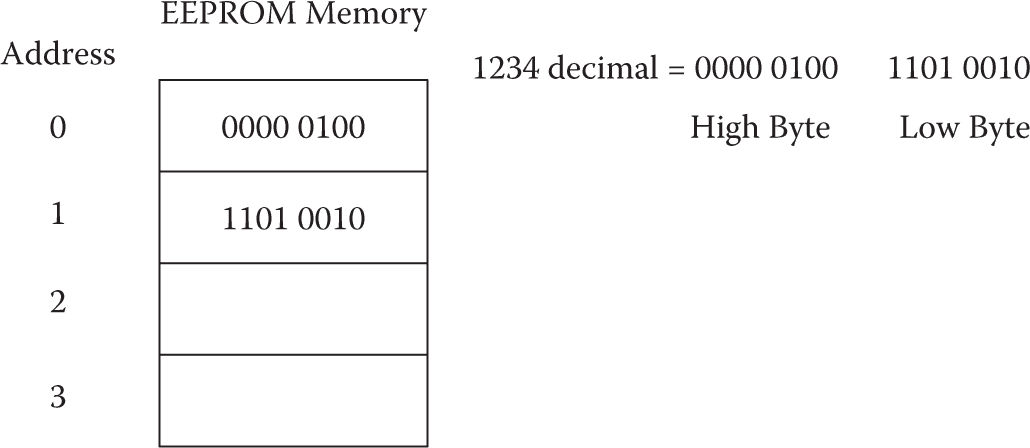 EEPROM Memory
Address
1234 decimal = 0000 0100 1101 0010
0 0000 0100 High Byte Low Byte
1 1101 0010
2
3